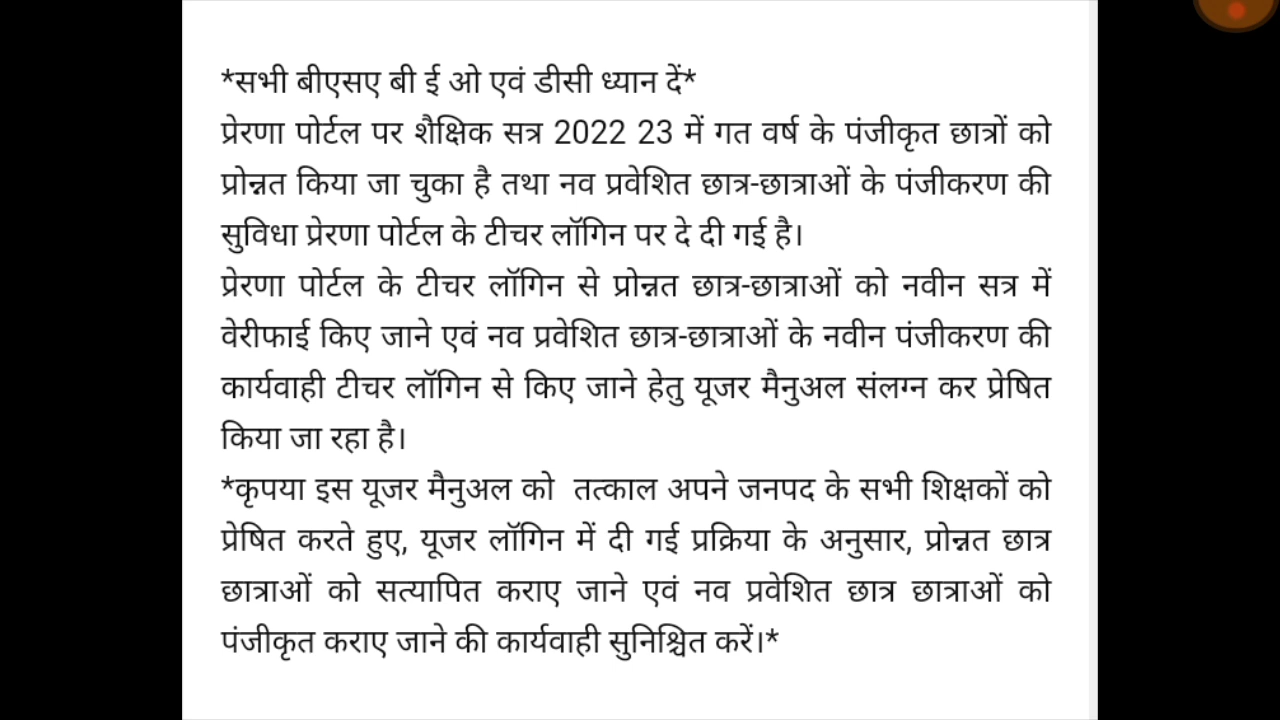 *सभी बीएसए बी ई ओ एवं डीसी ध्यान दें*
प्रेरणा पोर्टल पर शैक्षिक सत्र 2022 23 में गत वर्ष के पंजीकृत छात्रों को
प्रोन्नत किया जा चुका है तथा नव प्रवेशित छात्र-छात्राओं के पंजीकरण की
सुविधा प्रेरणा पोर्टल के टीचर लॉगिन पर दे दी गई है।
प्रेरणा पोर्टल के टीचर लॉगिन से प्रोन्नत छात्र-छात्राओं को नवीन सत्र में
वेरीफाई किए जाने एवं नव प्रवेशित छात्र-छात्राओं के नवीन पंजीकरण की
कार्यवाही टीचर लॉगिन से किए जाने हेतु यूजर मैनुअल संलग्न कर प्रेषित
किया जा रहा है।
*कृपया इस यूजर मैनुअल को  तत्काल अपने जनपद के सभी शिक्षकों को
प्रेषित करते हुए, यूजर लॉगिन में दी गई प्रक्रिया के अनुसार, प्रोन्नत छात्र
छात्राओं को सत्यापित कराए जाने एवं नव प्रवेशित छात्र छात्राओं को
पंजीकृत कराए जाने की कार्यवाही सुनिश्चित करें।*